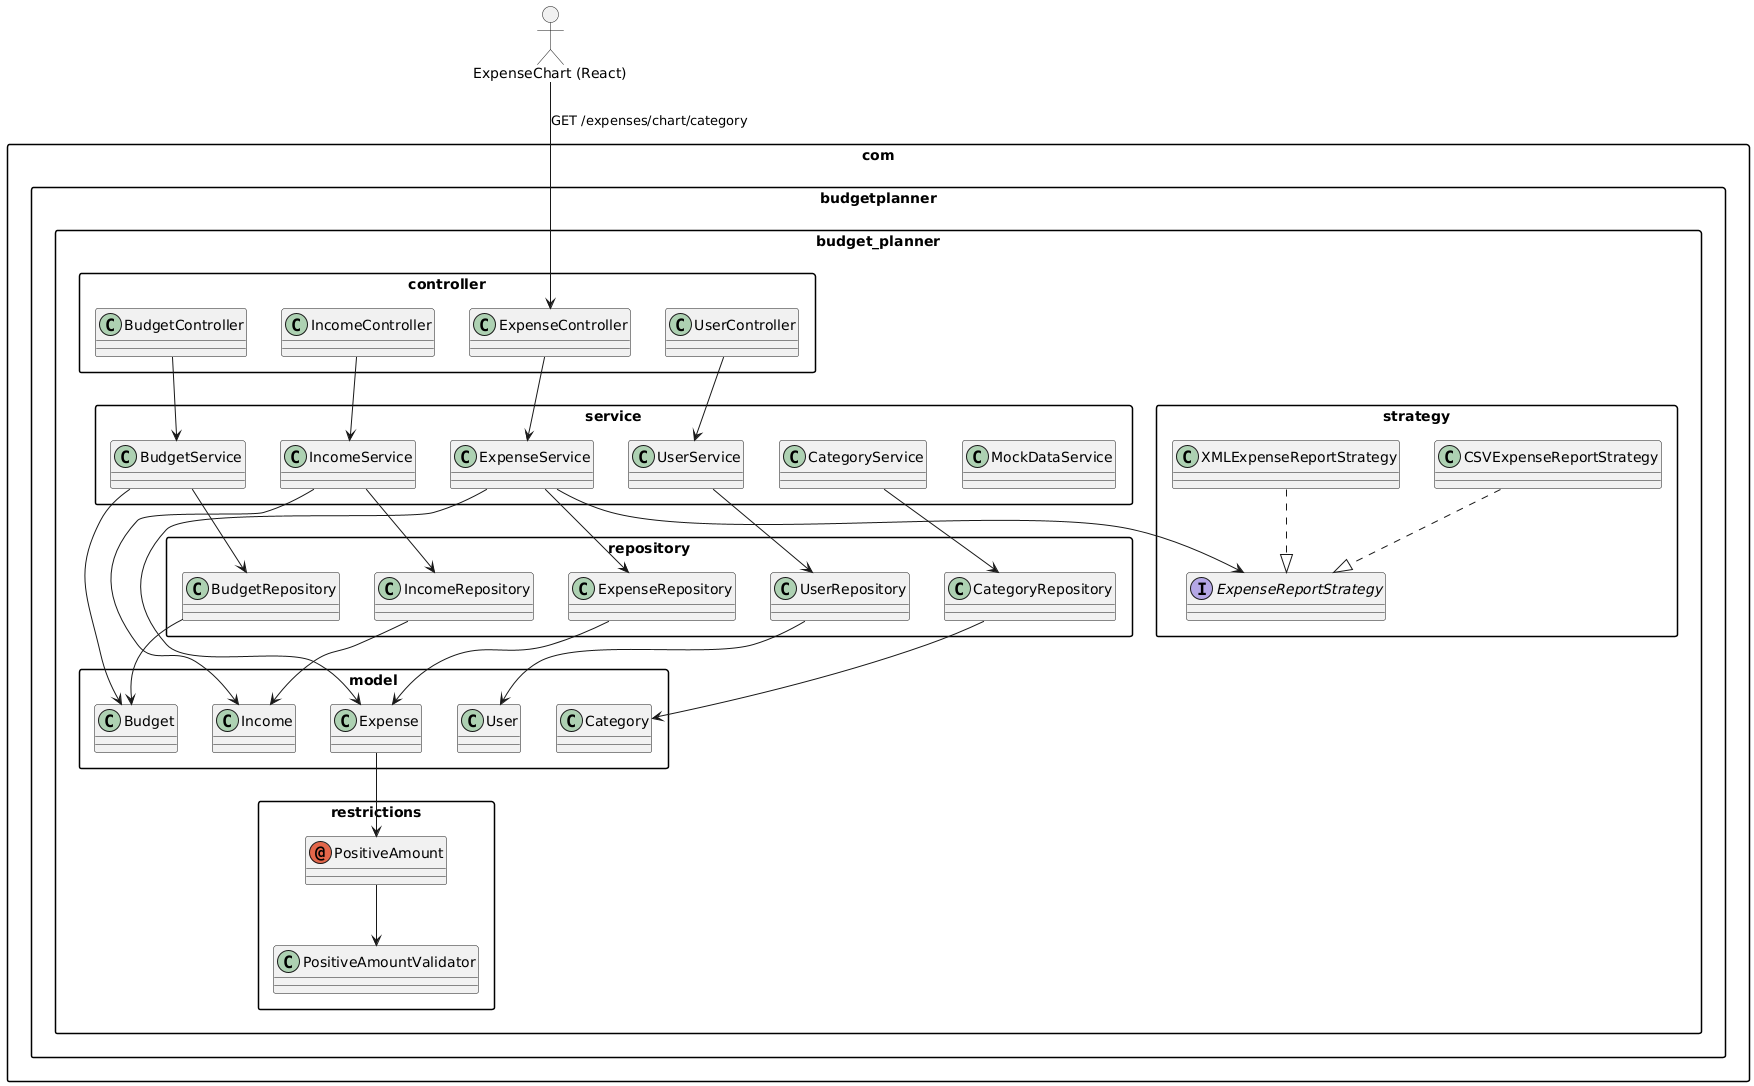 ExpenseChart (React)
GET /expenses/chart/category
com
budgetplanner
budget_planner
controller
C BudgetController
C IncomeController
C ExpenseController
C UserController
service
C BudgetService
C IncomeService
C ExpenseService
C UserService
C CategoryService
C MockDataService
strategy
C XMLExpenseReportStrategy
C CSVExpenseReportStrategy
repository
C BudgetRepository
C IncomeRepository
C ExpenseRepository
C UserRepository
C CategoryRepository
I ExpenseReportStrategy
model
C Budget
C Income
C Expense
C User
C Category
restrictions
@ PositiveAmount
C PositiveAmountValidator